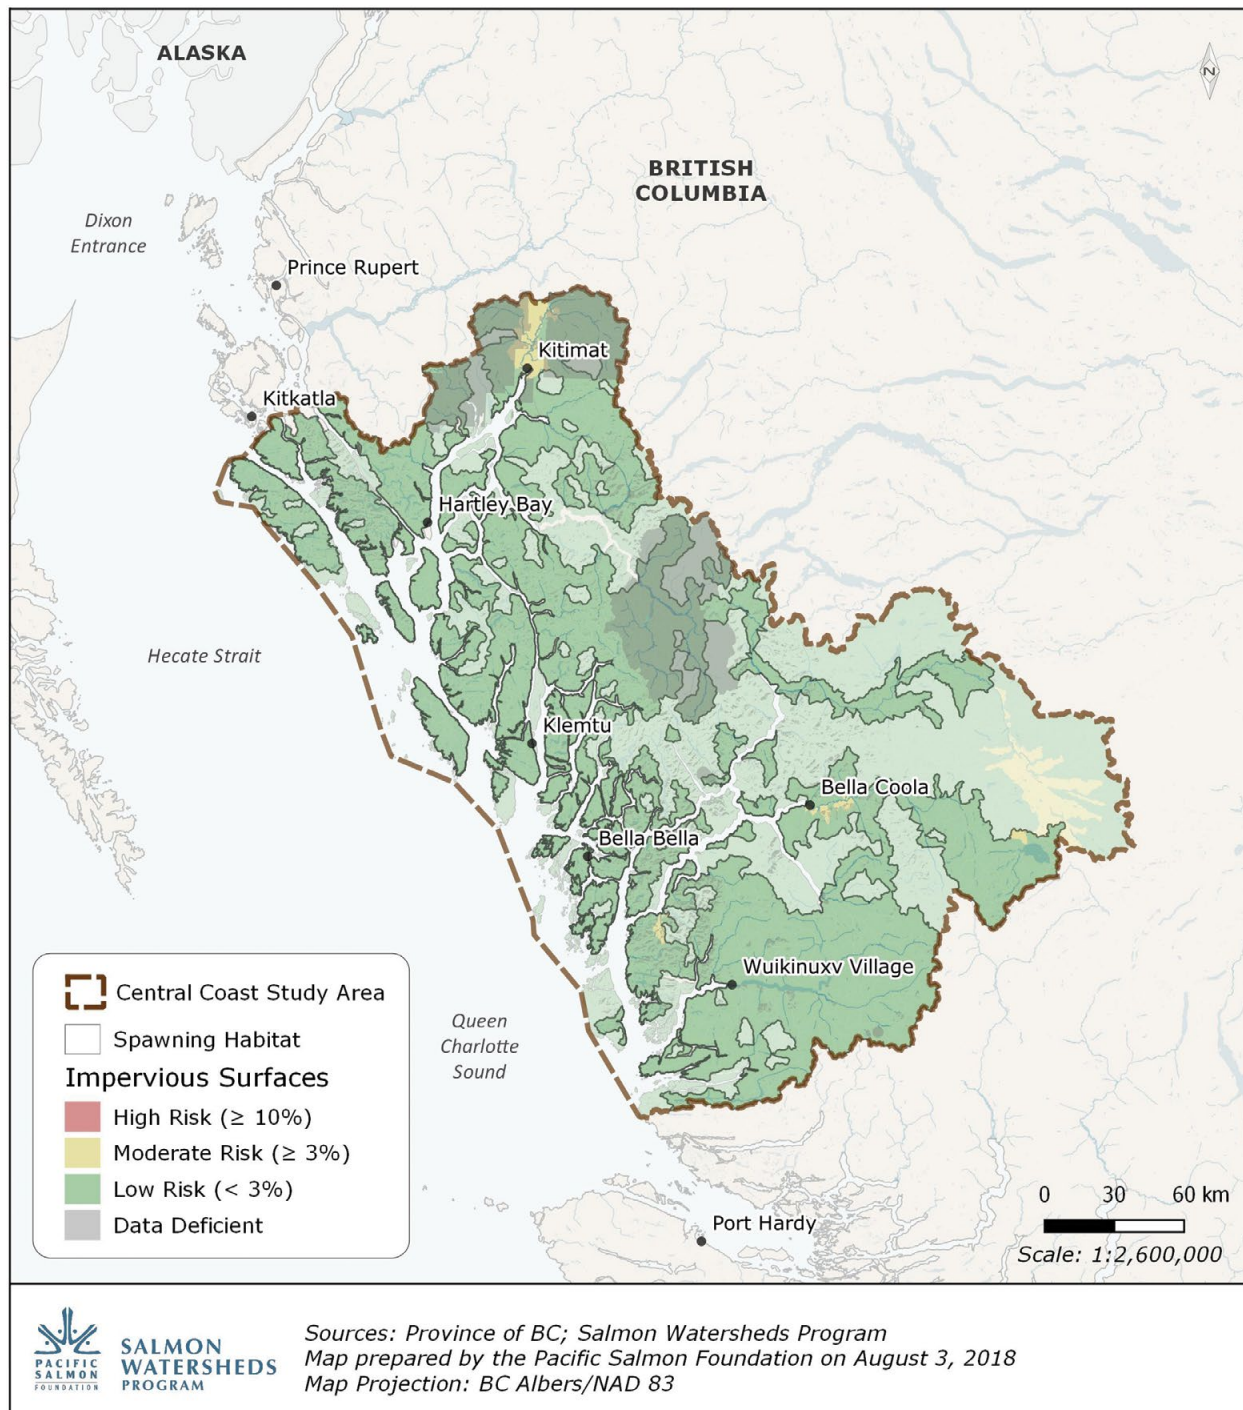 ALASKA
N
BRITISH
COLUMBIA
Dixon
Entrance
Prince Rupert
Kitimat
Kitkatla
Hartley Bay
Hecate Strait
Klemtu
Bella Coola
Bella Bella
Wuikinuxv Village
Queen
Charlotte
Sound
Central Coast Study Area
Spawning Habitat
Impervious Surfaces
High Risk (≥ 10%)
Moderate Risk (≥ 3%)
Low Risk (< 3%)
Data Deficient
Port Hardy
0 30 60 km
Scale: 1:2,600,000
PACIFIC
SALMON
FOUNDATION
SALMON
WATERSHEDS
PROGRAM
Sources: Province of BC; Salmon Watersheds Program
Map prepared by the Pacific Salmon Foundation on August 3, 2018
Map Projection: BC Albers/NAD 83